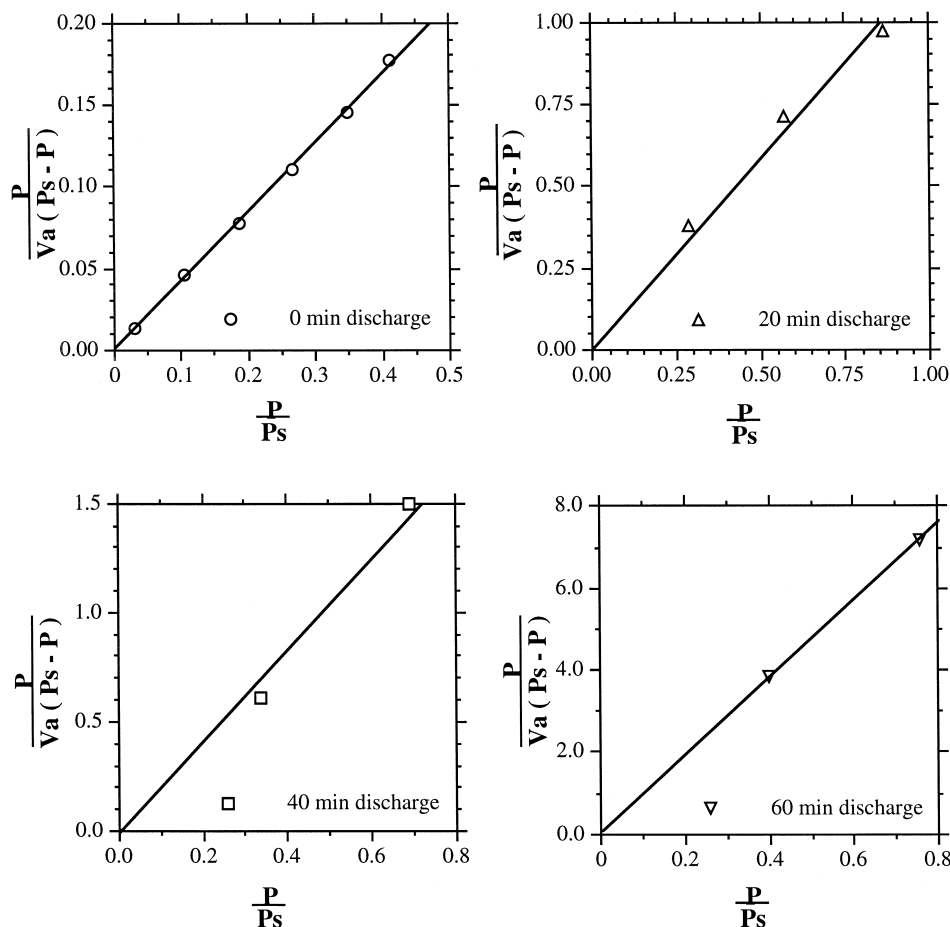 0.20
0.15
0.10
0.05
0.00
P
Va ( Ps - P )
0 min discharge
0 0.1 0.2 0.3 0.4 0.5
P
Ps
1.00
0.75
0.50
0.25
0.00
P
Va ( Ps - P )
20 min discharge
0.00 0.25 0.50 0.75 1.00
P
Ps
1.5
1.0
0.5
0.0
P
Va ( Ps - P )
40 min discharge
0.0 0.2 0.4 0.6 0.8
P
Ps
8.0
6.0
4.0
2.0
0.0
P
Va ( Ps - P )
60 min discharge
0 0.2 0.4 0.6 0.8
P
Ps